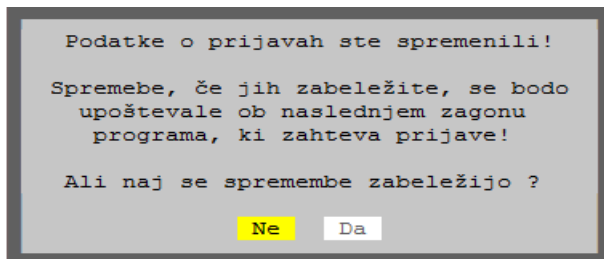 Podatke o prijavah ste spremenili!
Spremebe, če jih zabeležite, se bodo
upoštevale ob naslednjem zagonu
programa, ki zahteva prijave!
Ali naj se spremembe zabeležijo ?
Ne Da